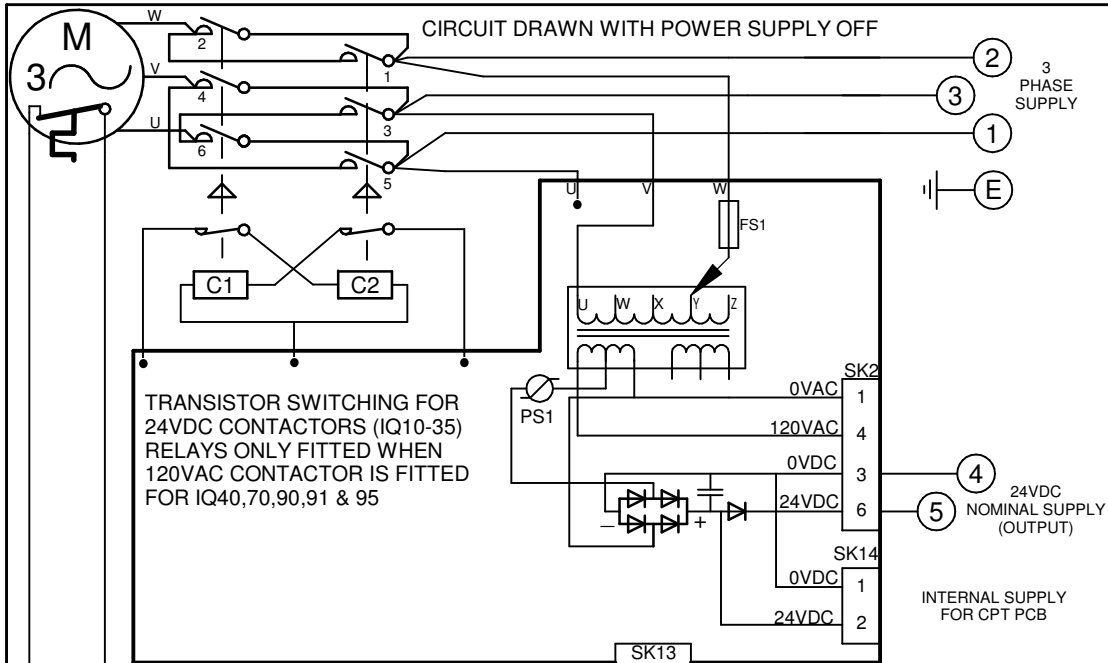 CIRCUIT DRAWN WITH POWER SUPPLY OFF
W
M
3
V
U
2
1
4
3
6
5
2
3
1
E
3
PHASE
SUPPLY
U
V
W
FS1
C1
C2
U
W
X
Y
Z
PS1
TRANSISTOR SWITCHING FOR
24VDC CONTACTORS (IQ10-35)
RELAYS ONLY FITTED WHEN
120VAC CONTACTOR IS FITTED
FOR IQ40,70,90,91 & 95
SK2
0VAC
1
120VAC
4
0VDC
3
24VDC
6
4
5
24VDC
NOMINAL SUPPLY
(OUTPUT)
–
+
SK14
0VDC
1
24VDC
2
INTERNAL SUPPLY
FOR CPT PCB
SK13